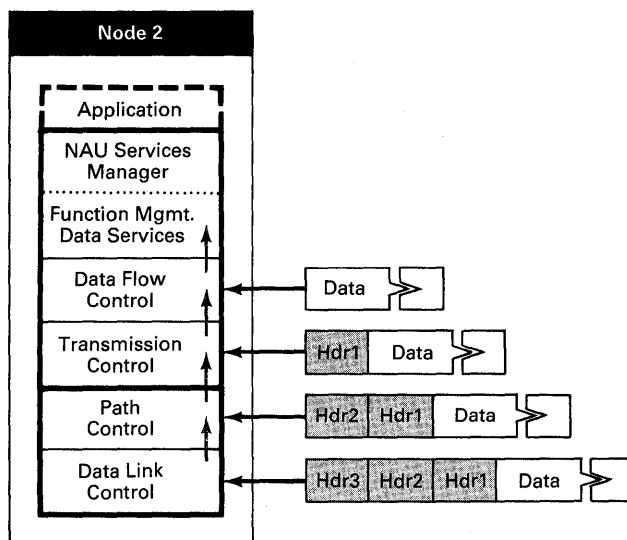 Node 2
Application
NAU Services
Manager
Function Mgmt.
Data Services
Data Flow
Control
Data
Transmission
Control
Hdr1 Data
Path
Control
Hdr2 Hdr1 Data
Data Link
Control
Hdr3 Hdr2 Hdr1 Data